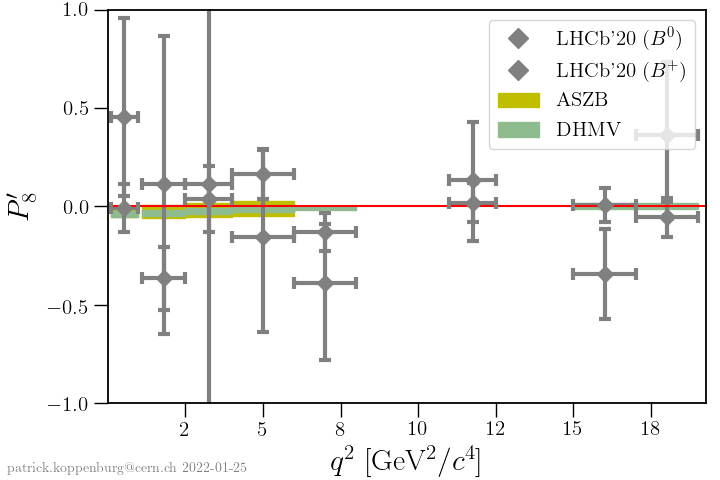 1.0
0.5
0.0
−0.5
−1.0
P′8
LHCb'20 (B⁰)
LHCb'20 (B⁺)
ASZB
DHMV
2 5 8 10 12 15 18
q² [GeV²/c⁴]
patrick.koppenburg@cern.ch 2022-01-25